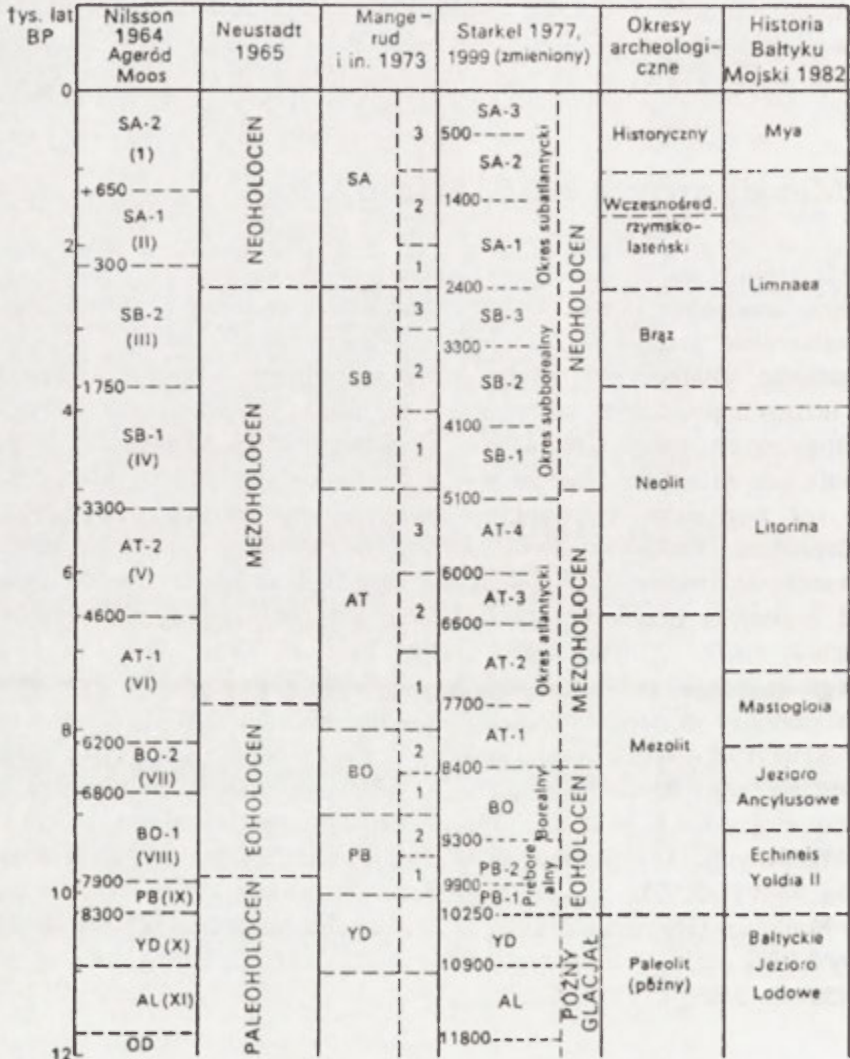 Tys. lat BP
Nilsson 1964 Ageröd Moos
Neustadt 1965
Mange- rud i in. 1973
Starkel 1977, 1999 (zmieniony)
Okresy archeologi- czne
Historia Bałtyku Mojski 1982
0
2
4
6
8
10
12
SA-2
(1)
+650
SA-1
(II)
300
SB-2
(III)
1750
SB-1
(IV)
3300
AT-2
(V)
4600
AT-1
(VI)
6200
BO-2
(VII)
6800
BO-1
(VIII)
7900
PB(IX)
8300
YD(X)
AL(XI)
OD
NEOHOLOCEN
MEZOHOLOCEN
EOHOLOCEN
PALEOHOLOCEN
SA
3
2
1
SB
3
2
1
AT
3
2
1
BO
2
1
PB
2
1
YD
SA-3
500
SA-2
1400
SA-1
2400
SB-3
3300
SB-2
4100
SB-1
5100
AT-4
6000
AT-3
6600
AT-2
7700
AT-1
8400
BO
9300
PB-2
9900
PB-1
10250
YD
10900
AL
11800
Okres subatlantycki
Okres subborealny
Okres atlantycki
Borealny
Prebore alny
NEOHOLOCEN
MEZOHOLOCEN
EOHOLOCEN
POŹNY GLACJAŁ
Historyczny
Wczesnośred.
rzymsko-
lateński
Brąz
Neolit
Mezolit
Paleolit
(późny)
Mya
Limnaea
Litorina
Mastogloia
Jezioro
Ancylusowe
Echineis
Yoldia II
Bałtyckie
Jezioro
Lodowe